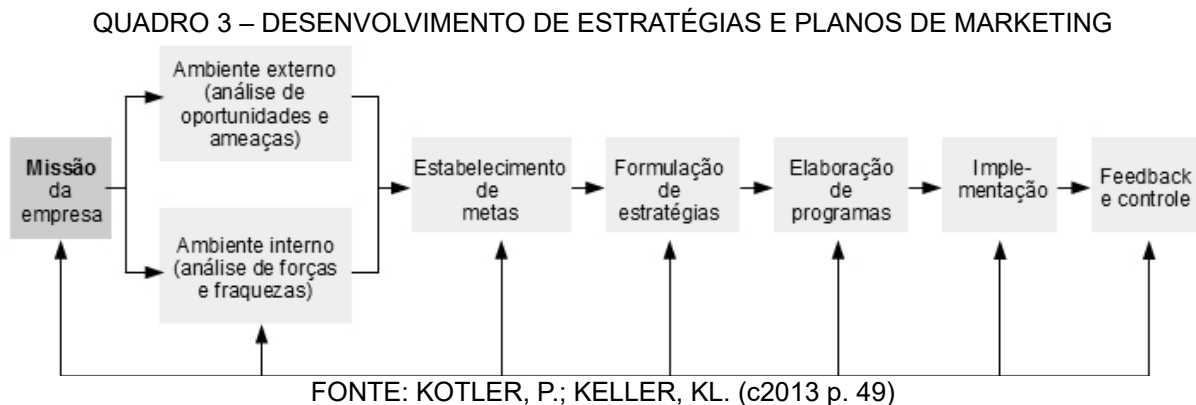 QUADRO 3 – DESENVOLVIMENTO DE ESTRATÉGIAS E PLANOS DE MARKETING
Missão
da
empresa
Ambiente externo
(análise de
oportunidades e
ameaças)
Ambiente interno
(análise de forças
e fraquezas)
Estabelecimento
de
metas
Formulação
de
estratégias
Elaboração
de
programas
Imple-
mentação
Feedback
e controle
FONTE: KOTLER, P.; KELLER, KL. (c2013 p. 49)